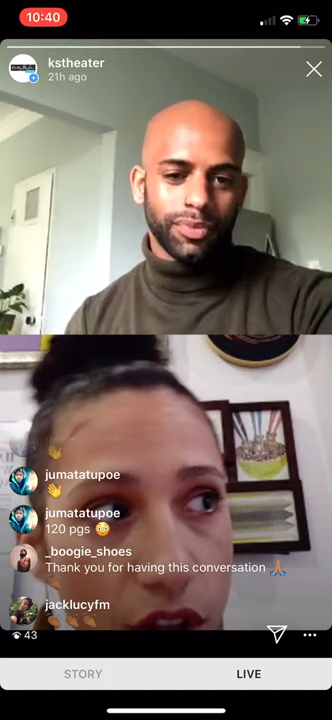 10:40
kstheater
21h ago
jumatatupoe
jumatatupoe
120 pgs
_boogie_shoes
Thank you for having this conversation
jacklucyfm
43
STORY
LIVE